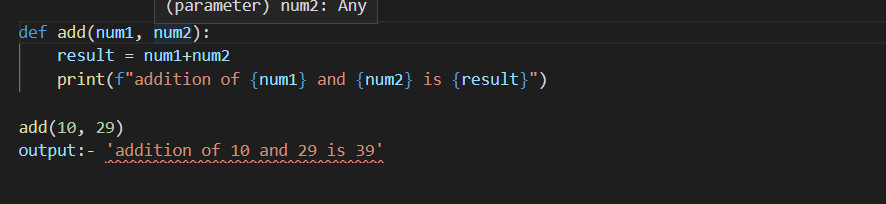 (parameter) num2: Any
def add(num1, num2):
    result = num1+num2
    print(f"addition of {num1} and {num2} is {result}")
add(10, 29)
output:- 'addition of 10 and 29 is 39'